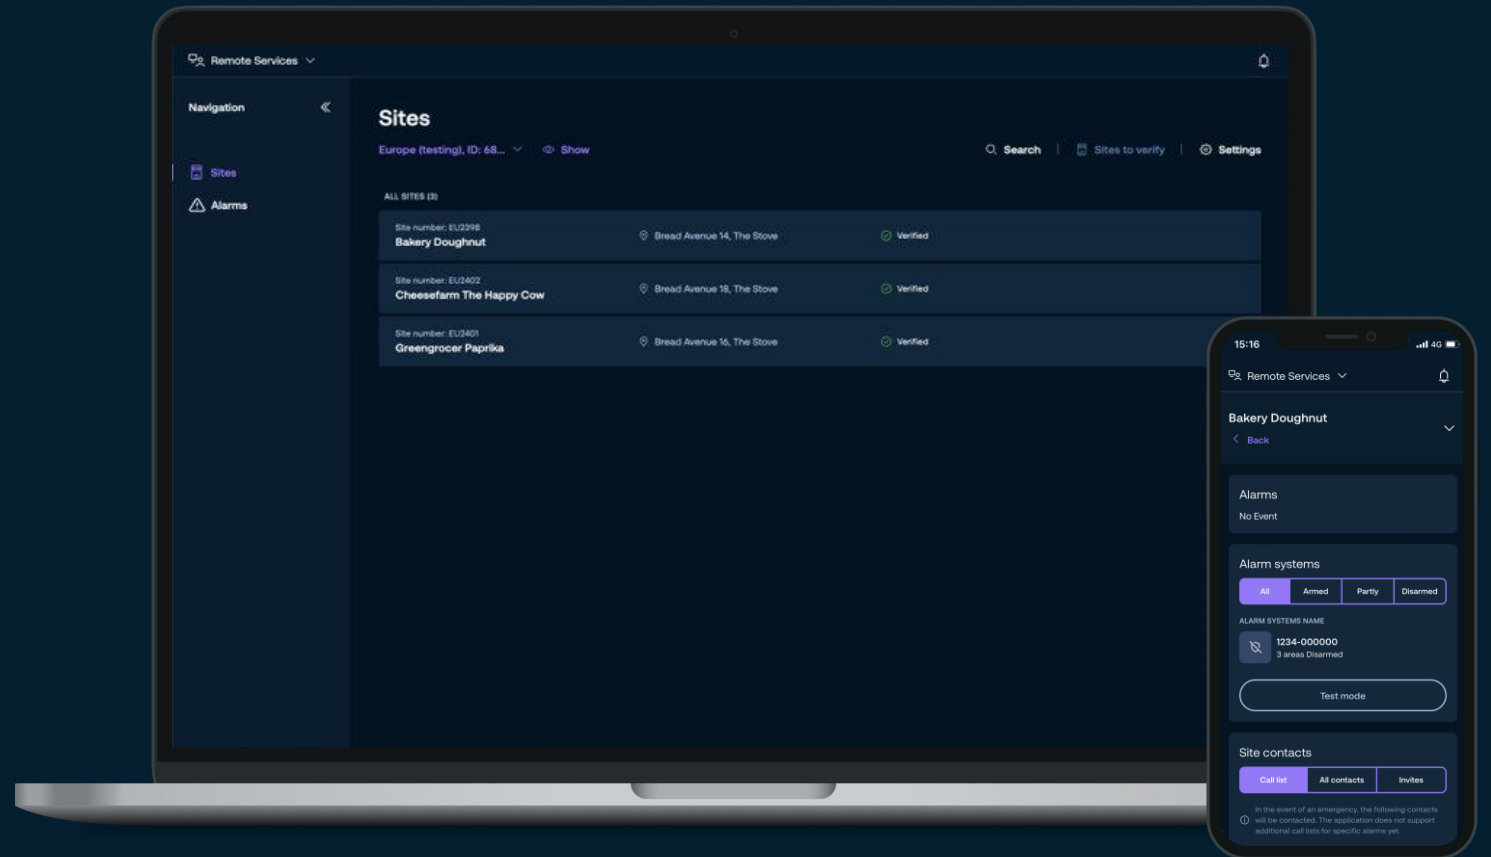 Remote Services
Navigation
Sites
Alarms
Sites
Europe (testing), ID: 68...
Show
Search
Sites to verify
Settings
ALL SITES (3)
Site number: EU2398
Bakery Doughnut
Bread Avenue 14, The Stove
Verified
Site number: EU2402
Cheesefarm The Happy Cow
Bread Avenue 18, The Stove
Verified
Site number: EU2401
Greengrocer Paprika
Bread Avenue 16, The Stove
Verified
15:16
4G
Remote Services
Bakery Doughnut
Back
Alarms
No Event
Alarm systems
All
Armed
Partly
Disarmed
ALARM SYSTEMS NAME
1234-000000
3 areas Disarmed
Test mode
Site contacts
Call list
All contacts
Invites
In the event of an emergency, the following contacts
will be contacted. The application does not support
additional call lists for specific alarms yet.